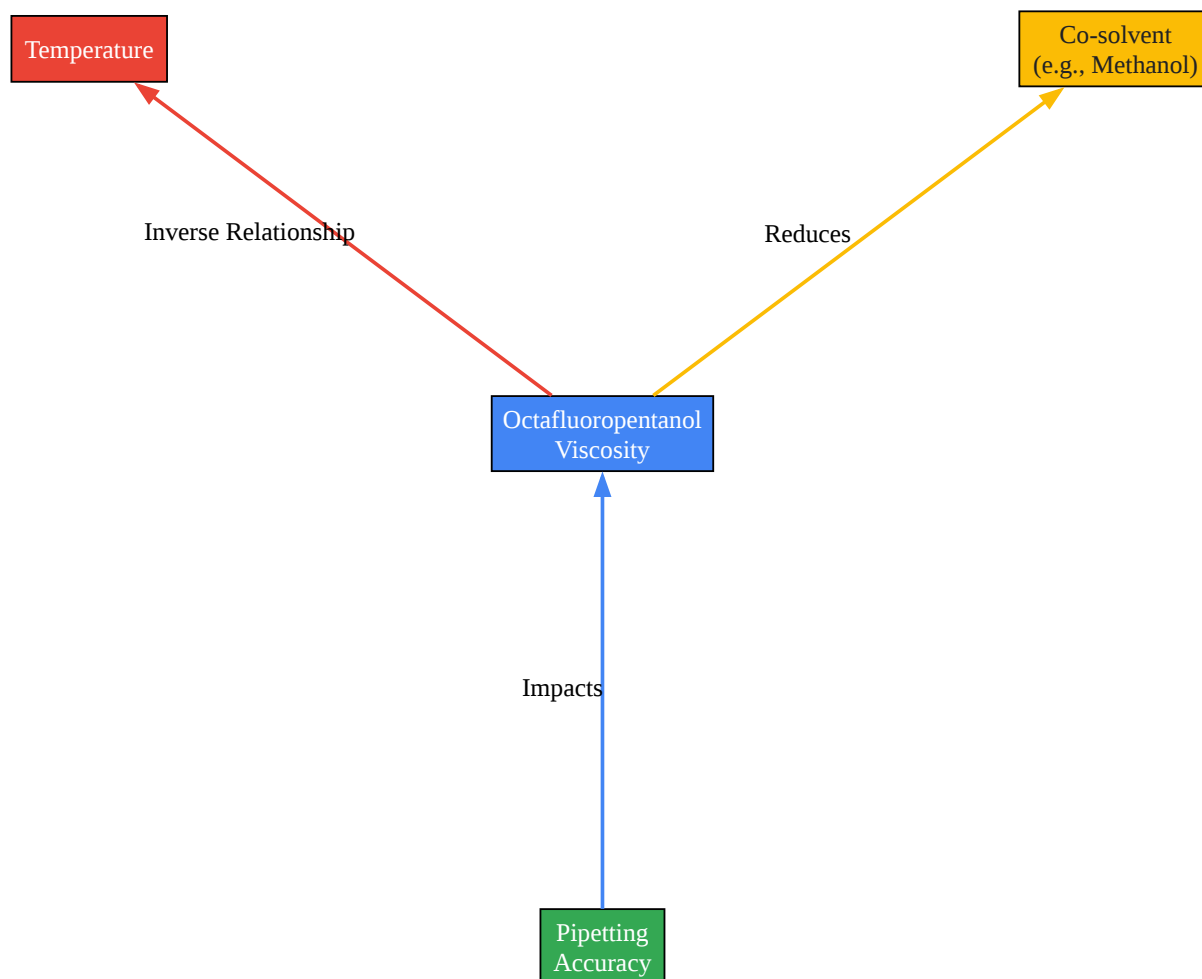 Temperature
Co-solvent
(e.g., Methanol)
Inverse Relationship
Reduces
Octafluoropentanol
Viscosity
Impacts
Pipetting
Accuracy